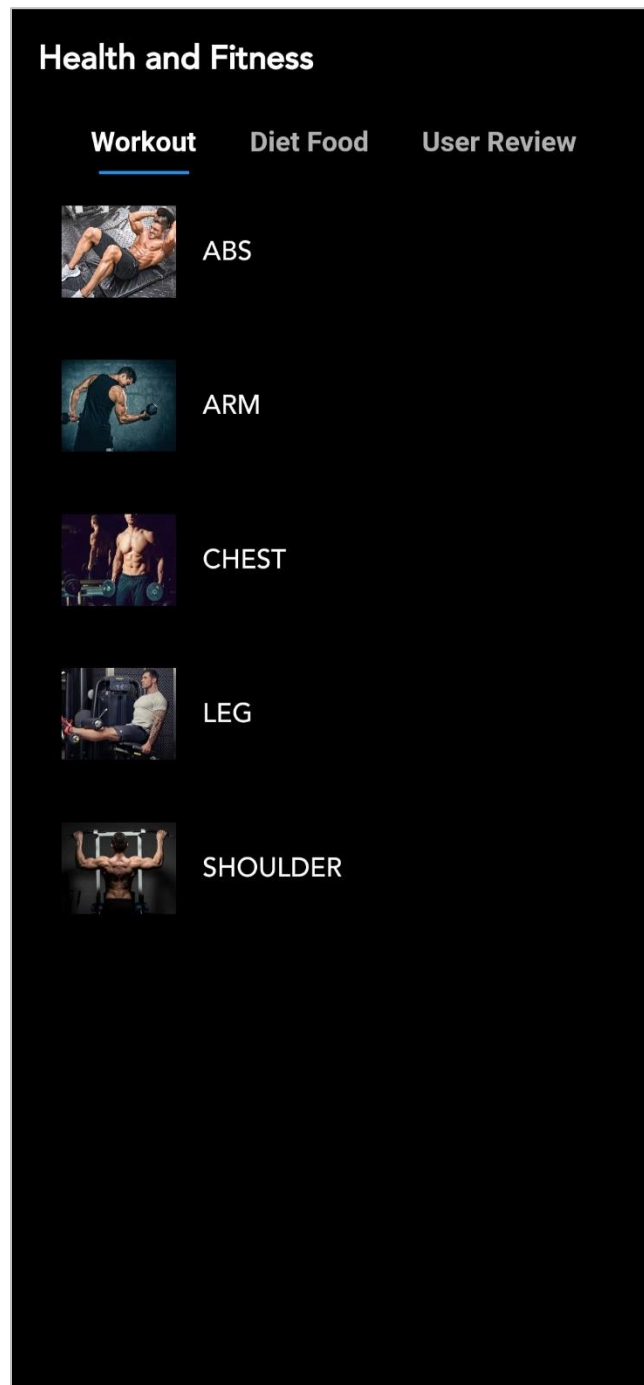 Health and Fitness
Workout Diet Food User Review
ABS
ARM
CHEST
LEG
SHOULDER